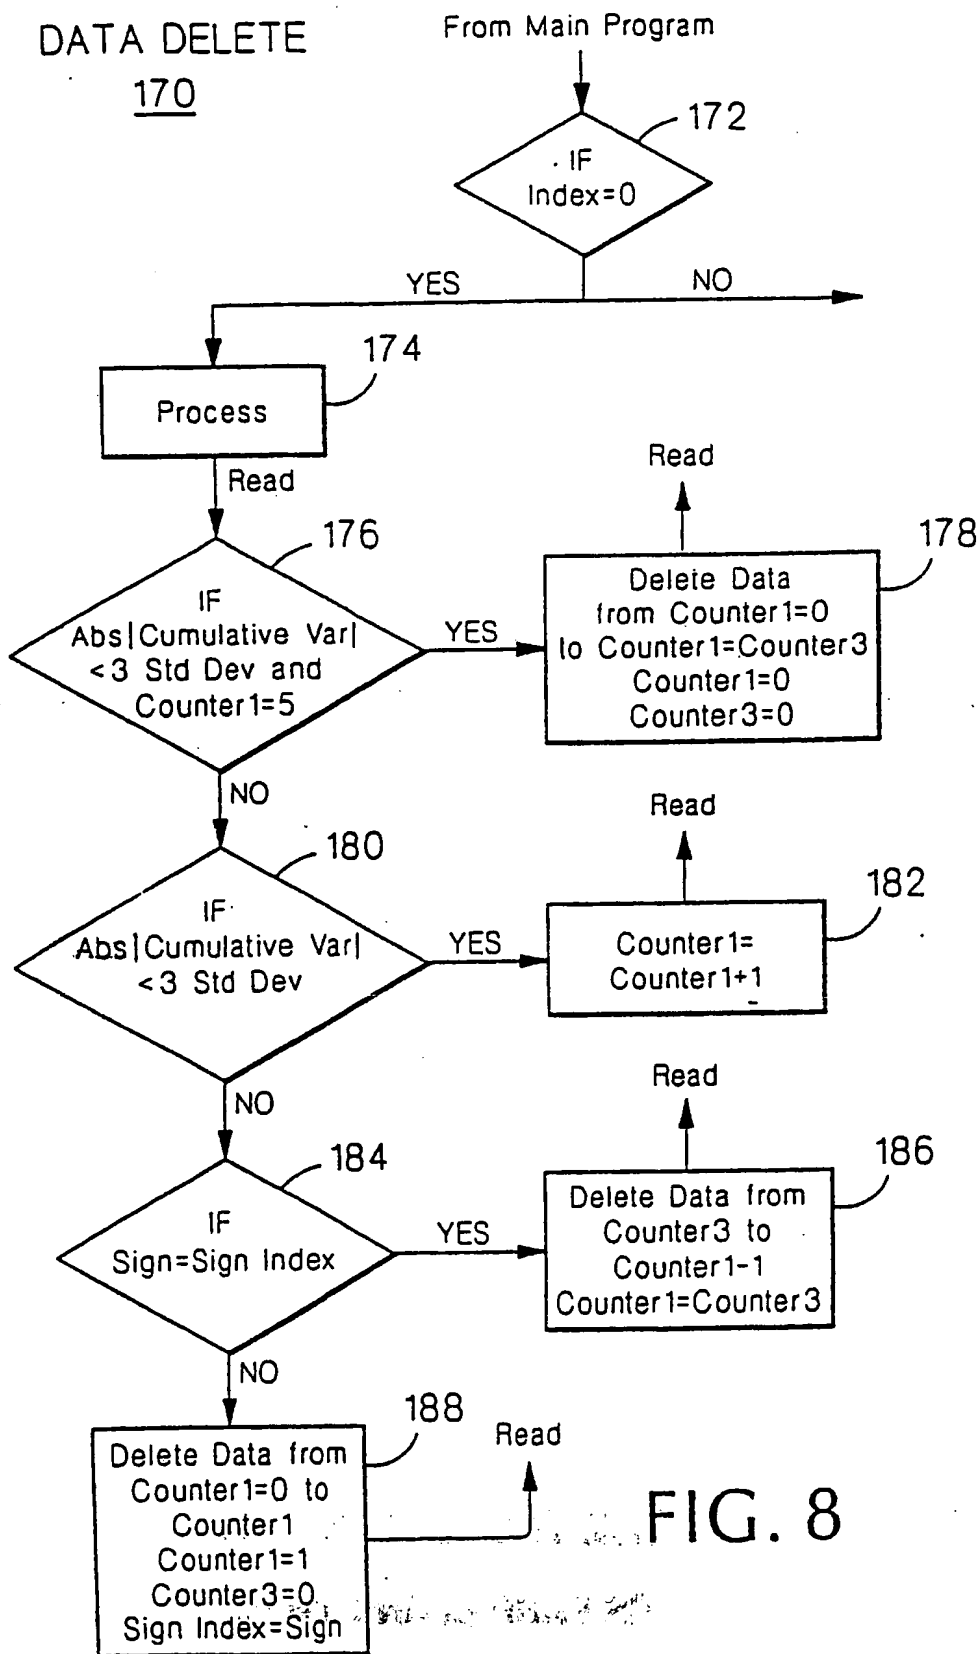 DATA DELETE
170
From Main Program
172
IF
Index=0
YES
NO
174
Process
Read
176
IF
Abs|Cumulative Var|
<3 Std Dev and
Counter1=5
YES
Read
178
Delete Data
from Counter1=0
to Counter1=Counter3
Counter1=0
Counter3=0
NO
180
IF
Abs|Cumulative Var|
<3 Std Dev
YES
Read
182
Counter1=
Counter1+1
NO
184
IF
Sign=Sign Index
YES
Read
186
Delete Data from
Counter3 to
Counter1-1
Counter1=Counter3
NO
188
Delete Data from
Counter1=0 to
Counter1
Counter1=1
Counter3=0
Sign Index=Sign
Read
FIG. 8